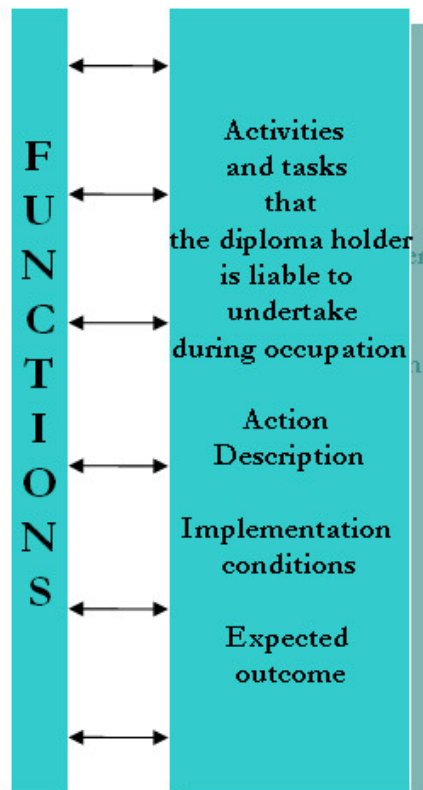 FUNCTIONS
Activities
and tasks
that
the diploma holder
is liable to
undertake
during occupation
Action
Description
Implementation
conditions
Expected
outcome